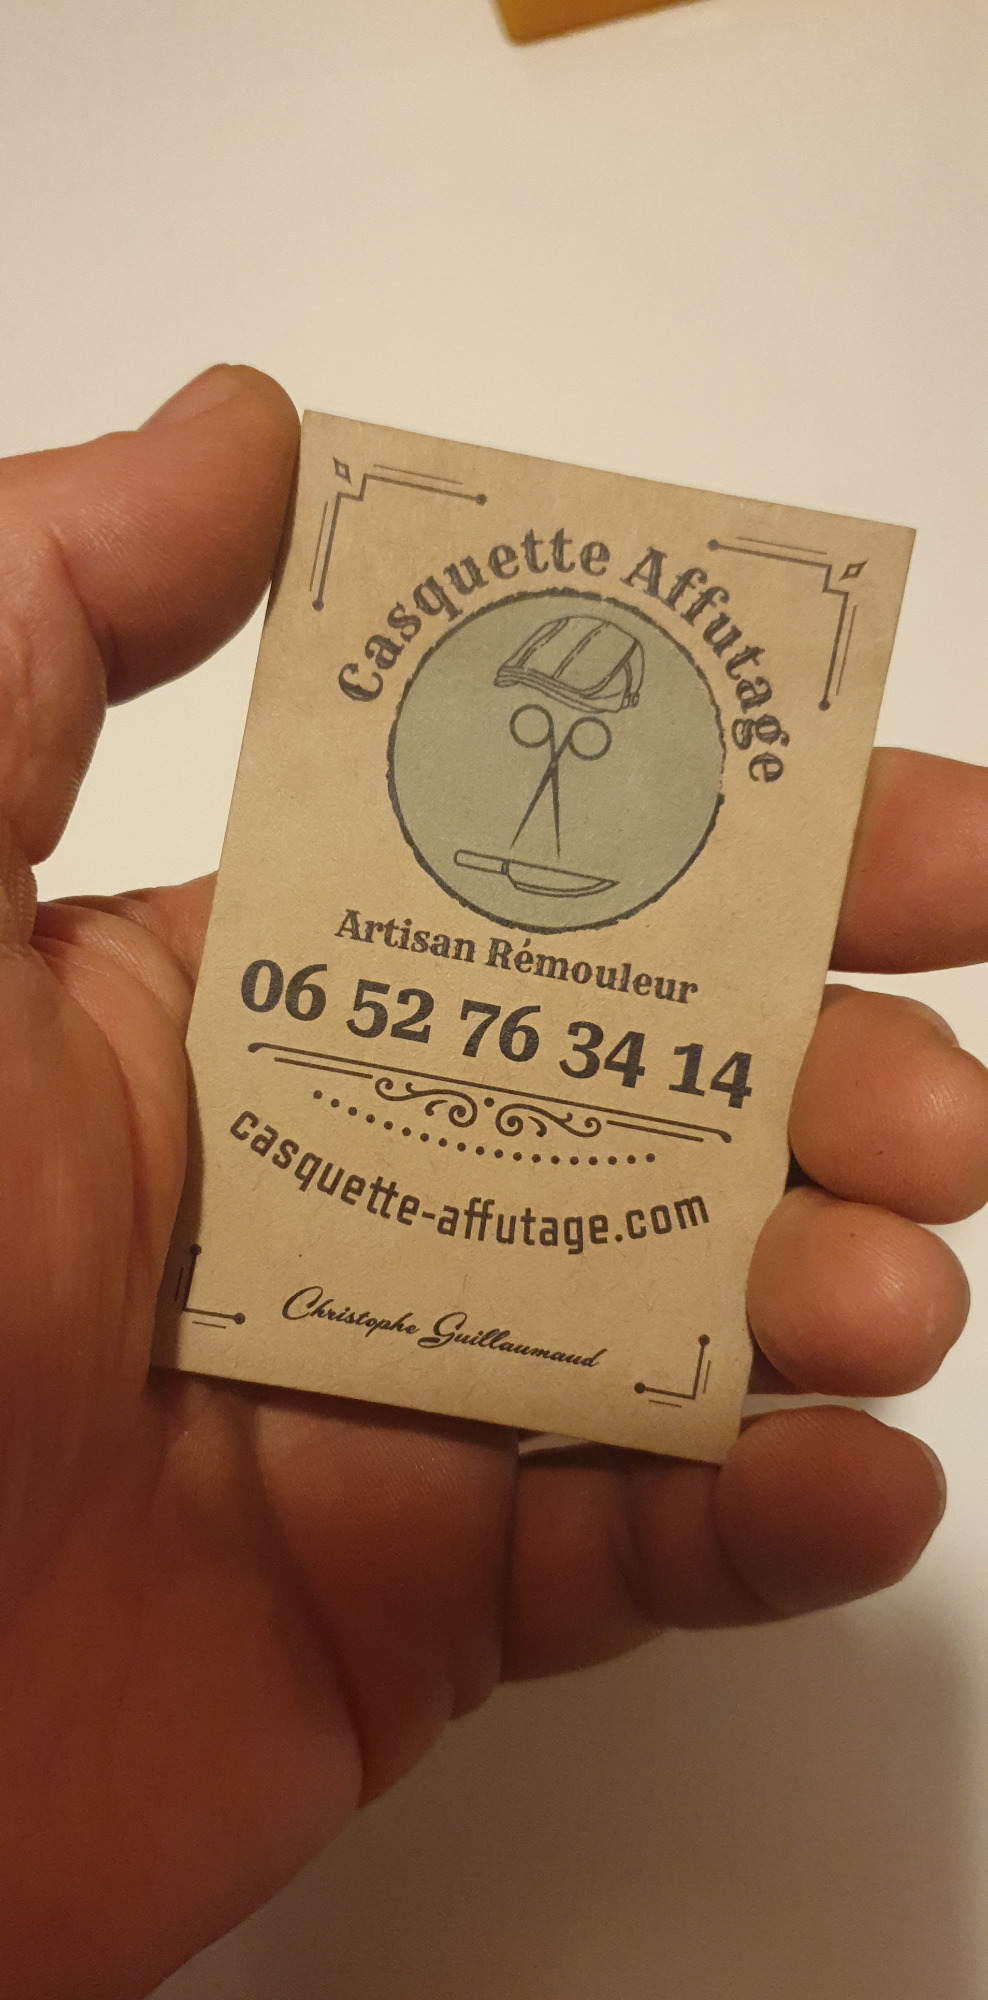 Casquette Affutage
Artisan Rémouleur
06 52 76 34 14
casquette-affutage.com
Christophe Guillaumaud